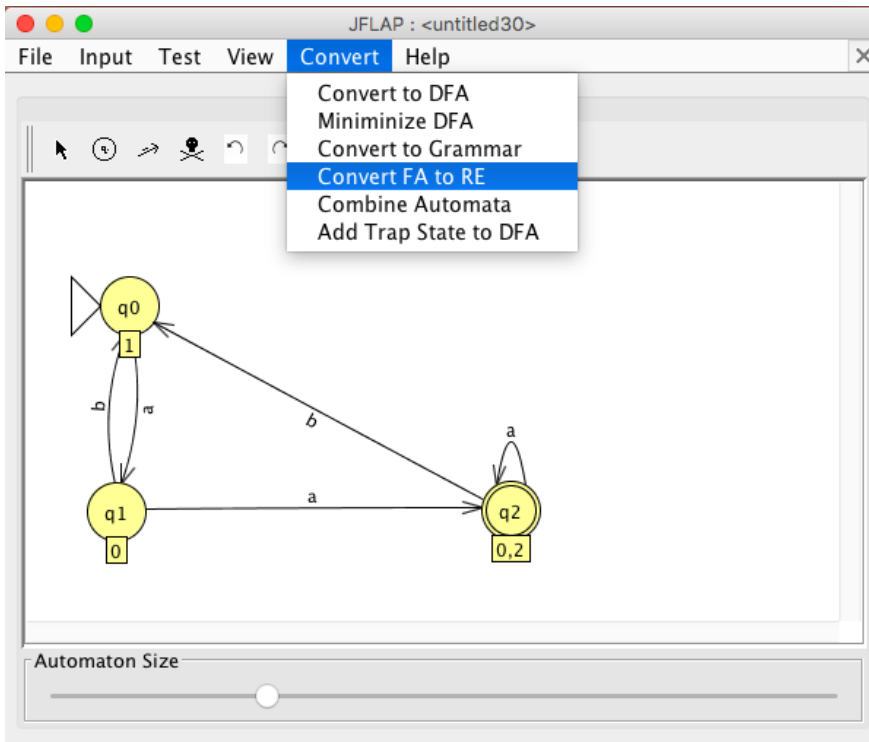 JFLAP : <untitled30>
File Input Test View Convert Help
Convert to DFA
Miniminize DFA
Convert to Grammar
Convert FA to RE
Combine Automata
Add Trap State to DFA
q0
1
b
a
b
a
a
q1
0
q2
0,2
Automaton Size